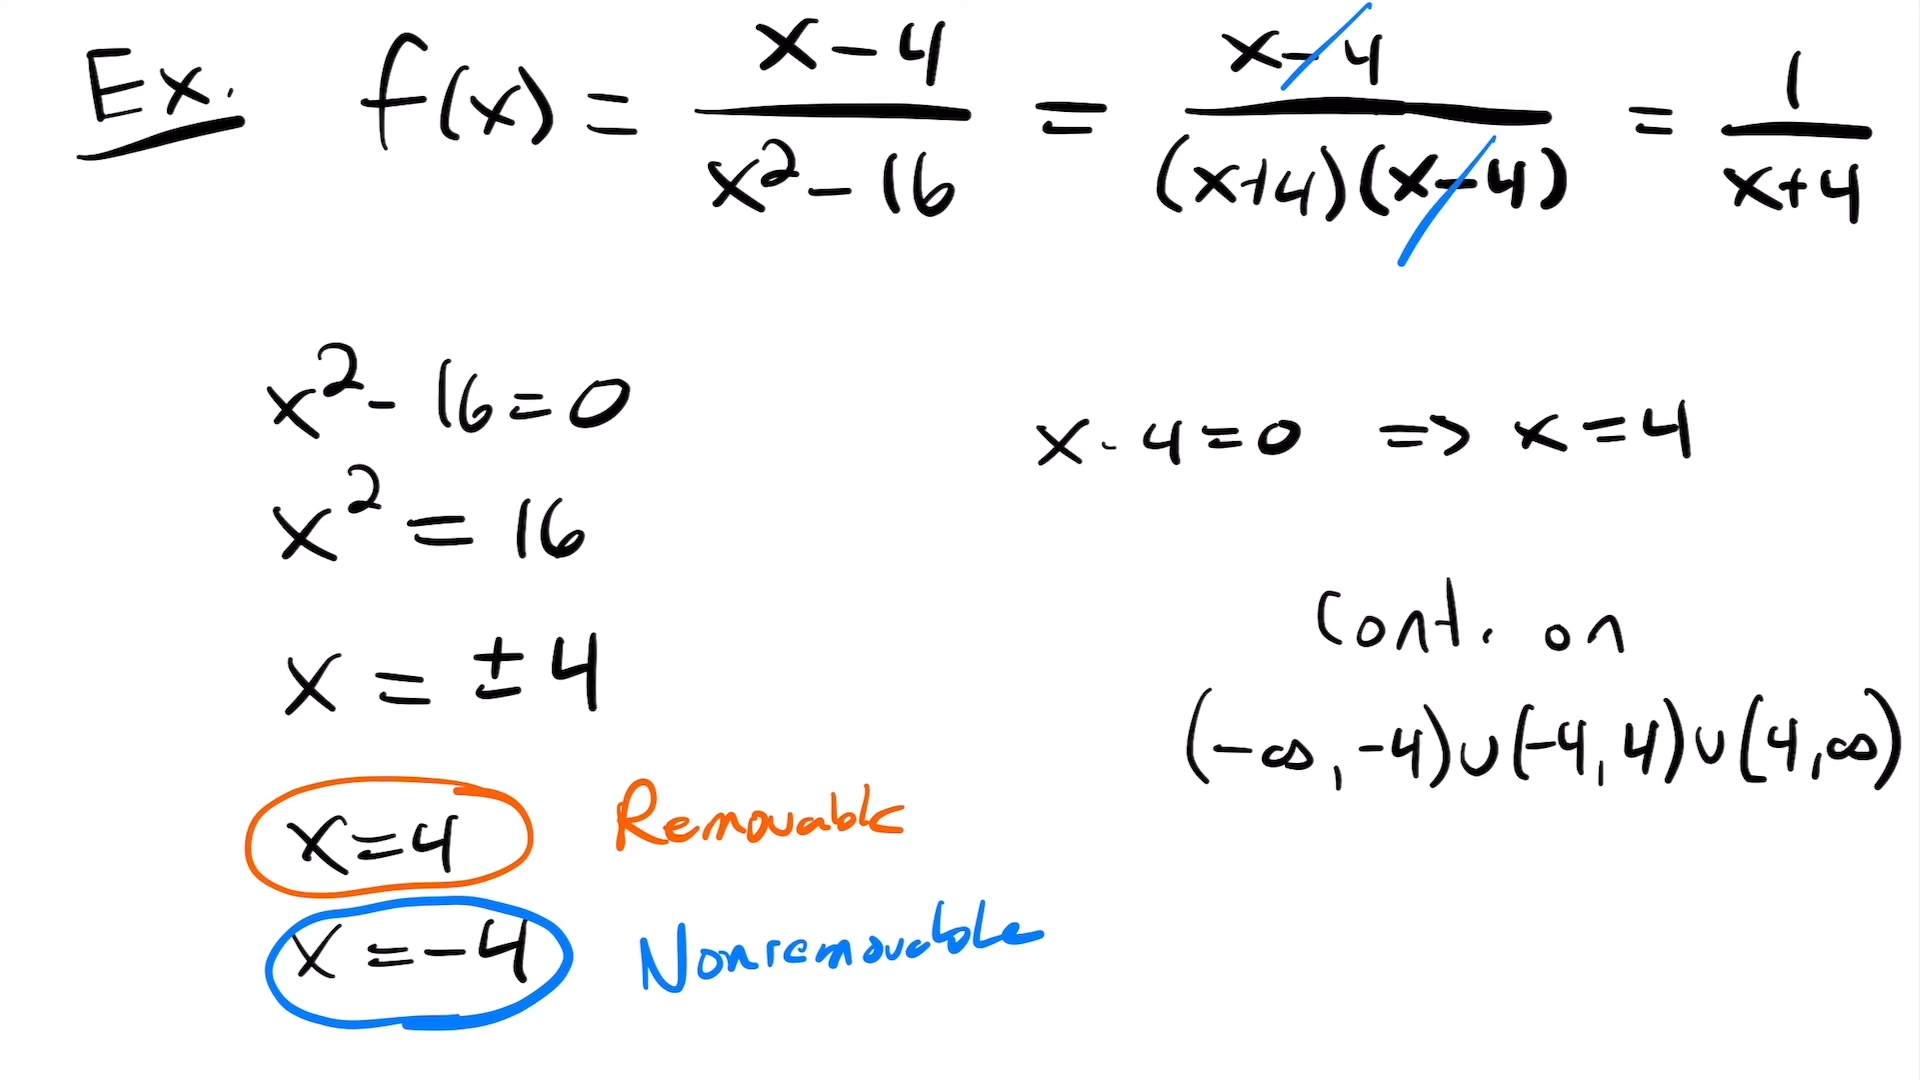 Ex. f(x) = x-4 / x²-16 = x-4 / (x+4)(x-4) = 1 / x+4
x²-16=0
x-4=0 => x=4
x² = 16
x = ±4
cont. on
(-∞,-4)∪(-4,4)∪(4,∞)
x=4 Removable
x=-4 Nonremovable